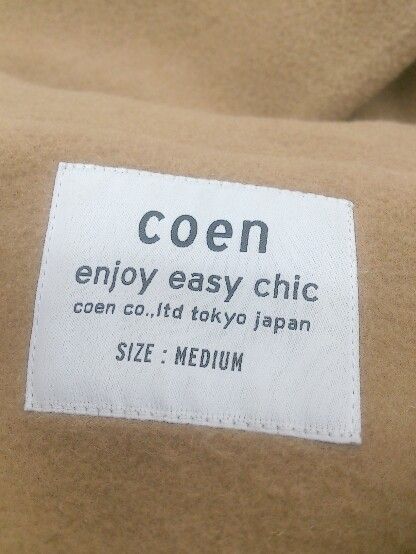 coen
enjoy easy chic
coen co.,ltd tokyo japan
SIZE : MEDIUM